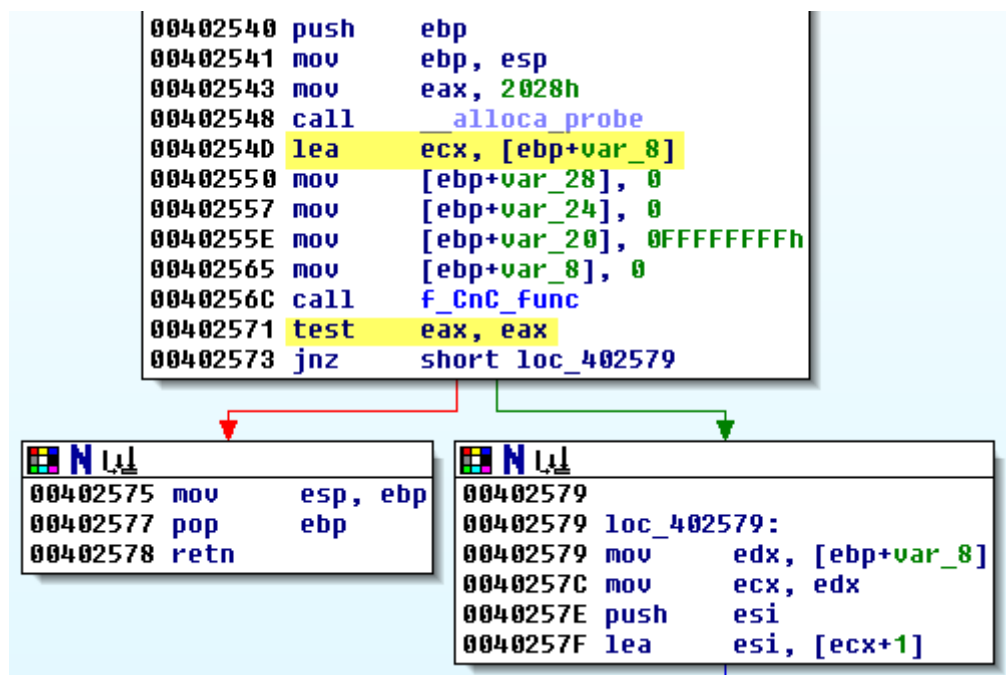 00402540 push ebp
00402541 mov ebp, esp
00402543 mov eax, 2028h
00402548 call __alloca_probe
0040254D lea ecx, [ebp+var_8]
00402550 mov [ebp+var_28], 0
00402557 mov [ebp+var_24], 0
0040255E mov [ebp+var_20], 0FFFFFFFFh
00402565 mov [ebp+var_8], 0
0040256C call f_CnC_func
00402571 test eax, eax
00402573 jnz short loc_402579
N
00402575 mov esp, ebp
00402577 pop ebp
00402578 retn
N
00402579
00402579 loc_402579:
00402579 mov edx, [ebp+var_8]
0040257C mov ecx, edx
0040257E push esi
0040257F lea esi, [ecx+1]